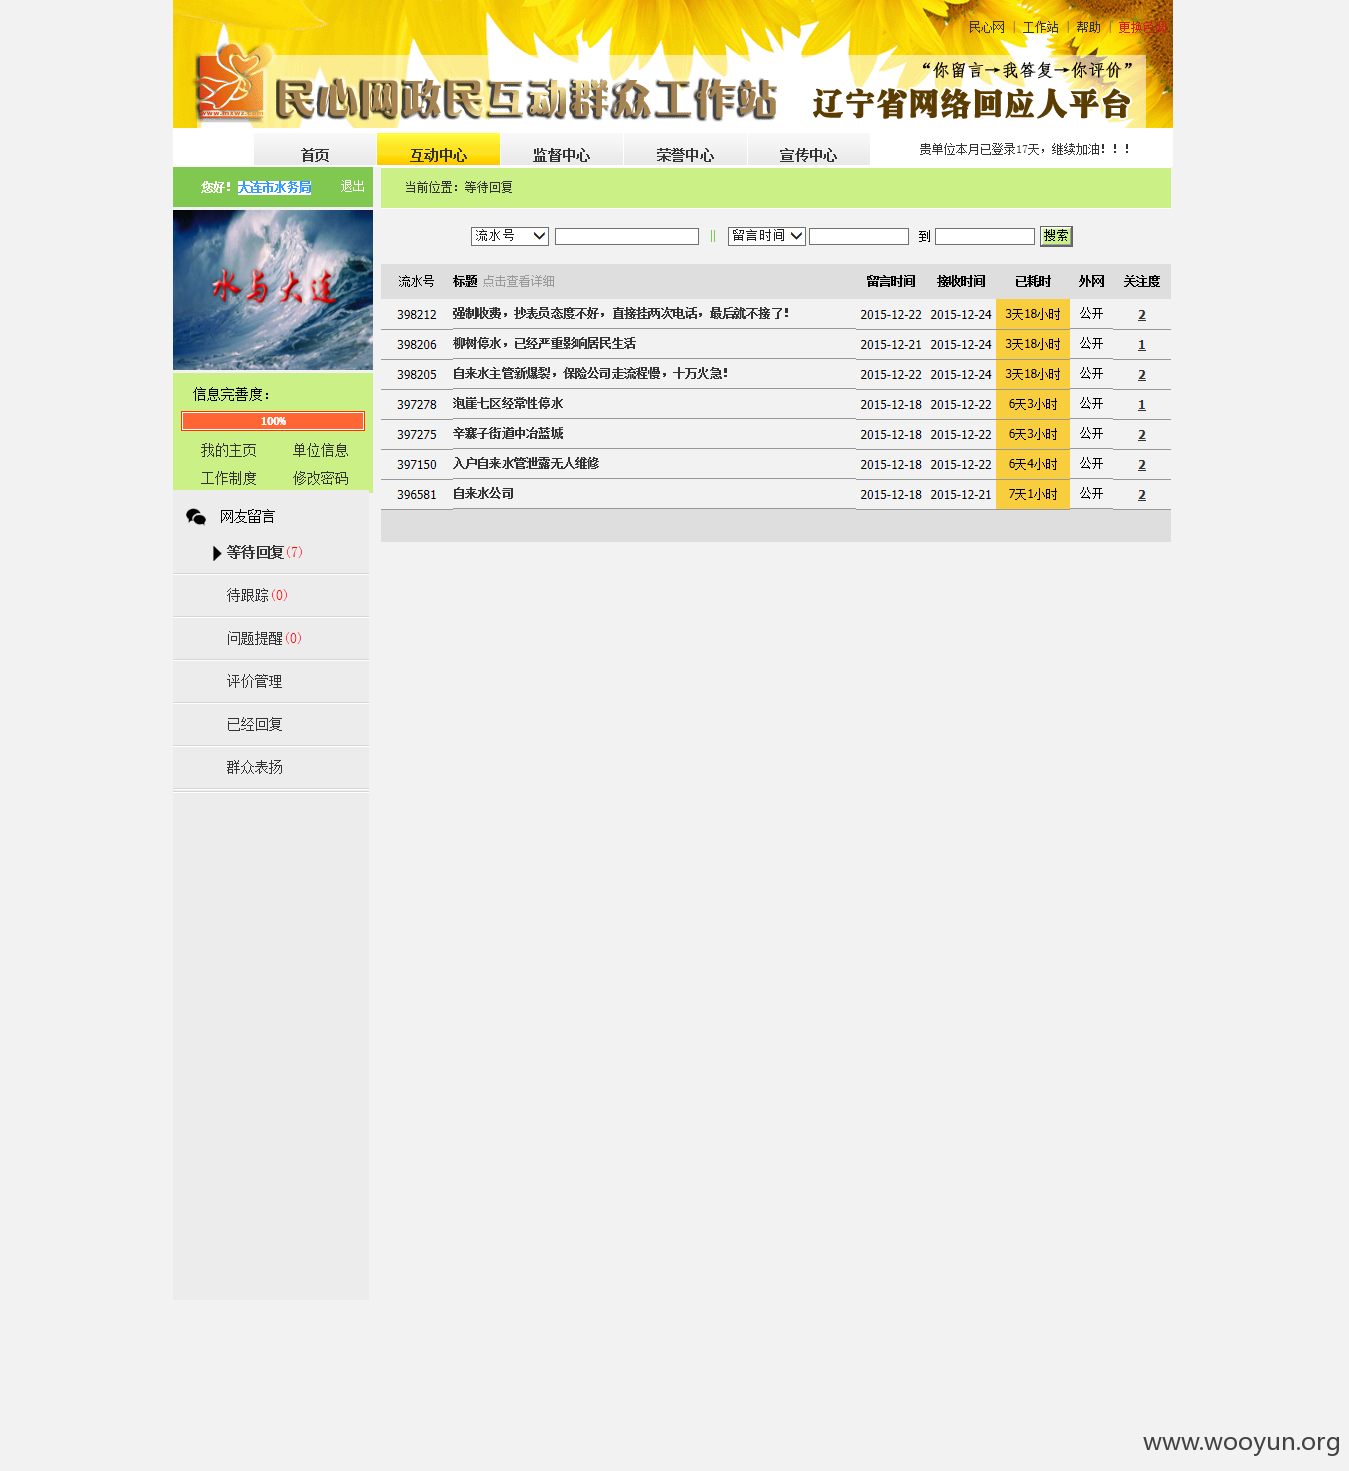 民心网 | 工作站 | 帮助 | 更换
“你留言→我答复→你评价”
www.mxwz.com
民心网政民互动群众工作站
辽宁省网络回应人平台
首页 互动中心 监督中心 荣誉中心 宣传中心
贵单位本月已登录17天，继续加油！！！
您好！大连市水务局 退出
当前位置：等待回复
水与大连
流水号 || 留言时间 到 搜索
流水号 标题 点击查看详细 留言时间 接收时间 已耗时 外网 关注度
398212 强制收费，抄表员态度不好，直接挂两次电话，最后就不接了！ 2015-12-22 2015-12-24 3天18小时 公开 2
398206 柳树停水，已经严重影响居民生活 2015-12-21 2015-12-24 3天18小时 公开 1
398205 自来水主管新爆裂，保险公司走流程慢，十万火急！ 2015-12-22 2015-12-24 3天18小时 公开 2
397278 泡崖七区经常性停水 2015-12-18 2015-12-22 6天3小时 公开 1
397275 辛寨子街道中冶蓝城 2015-12-18 2015-12-22 6天3小时 公开 2
397150 入户自来水管泄露无人维修 2015-12-18 2015-12-22 6天4小时 公开 2
396581 自来水公司 2015-12-18 2015-12-21 7天1小时 公开 2
信息完善度：
100%
我的主页 单位信息
工作制度 修改密码
网友留言
等待回复(7)
待跟踪(0)
问题提醒(0)
评价管理
已经回复
群众表扬
www.wooyun.org